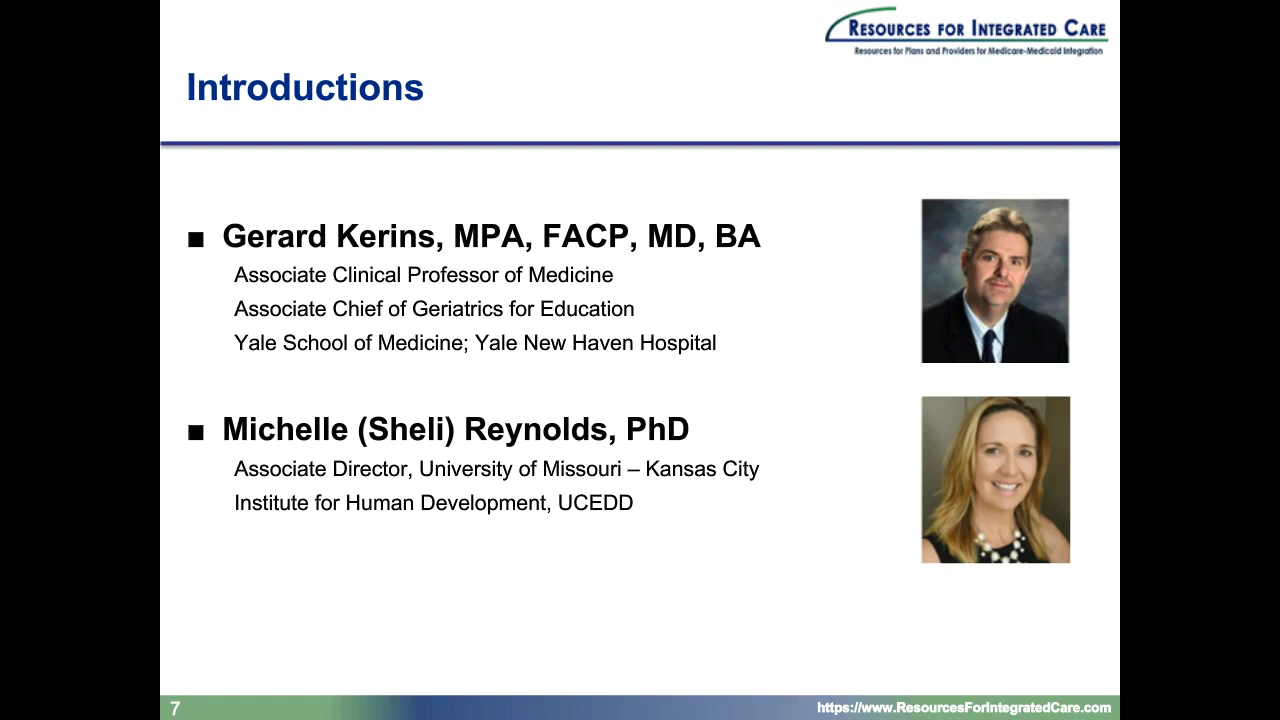 RESOURCES FOR INTEGRATED CARE
Resources for Plans and Providers for Medicare-Medicaid Integration
Introductions
■ Gerard Kerins, MPA, FACP, MD, BA
Associate Clinical Professor of Medicine
Associate Chief of Geriatrics for Education
Yale School of Medicine; Yale New Haven Hospital
■ Michelle (Sheli) Reynolds, PhD
Associate Director, University of Missouri – Kansas City
Institute for Human Development, UCEDD
7
https://www.ResourcesForIntegratedCare.com